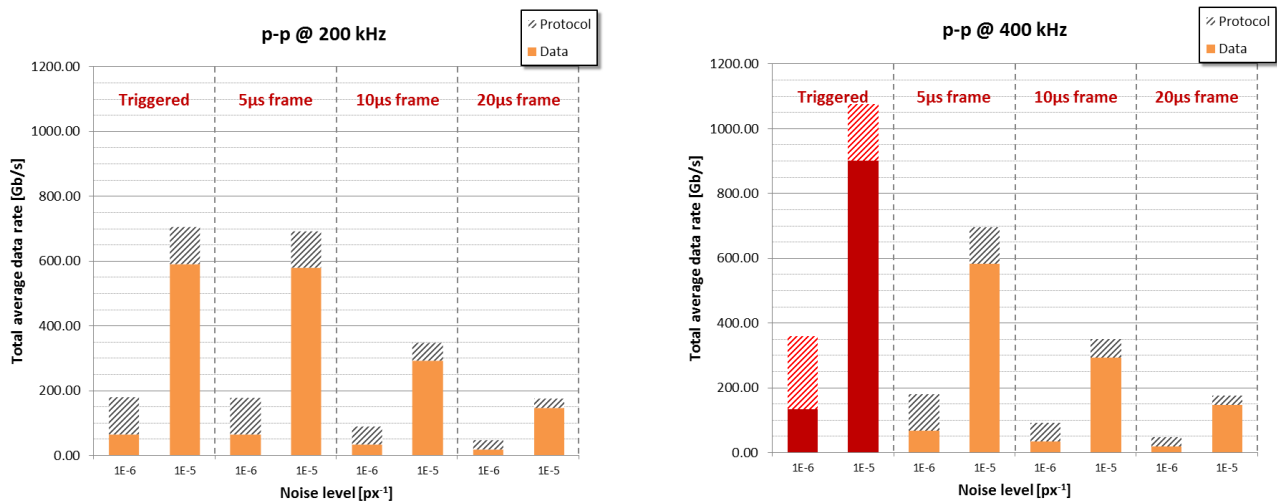 p-p @ 200 kHz
Protocol
Data
1200.00
1000.00
800.00
600.00
400.00
200.00
0.00
Total average data rate [Gb/s]
Triggered
5µs frame
10µs frame
20µs frame
1E-6 1E-5 1E-6 1E-5 1E-6 1E-5 1E-6 1E-5
Noise level [px⁻¹]
p-p @ 400 kHz
Protocol
Data
1200.00
1000.00
800.00
600.00
400.00
200.00
0.00
Total average data rate [Gb/s]
Triggered
5µs frame
10µs frame
20µs frame
1E-6 1E-5 1E-6 1E-5 1E-6 1E-5 1E-6 1E-5
Noise level [px⁻¹]